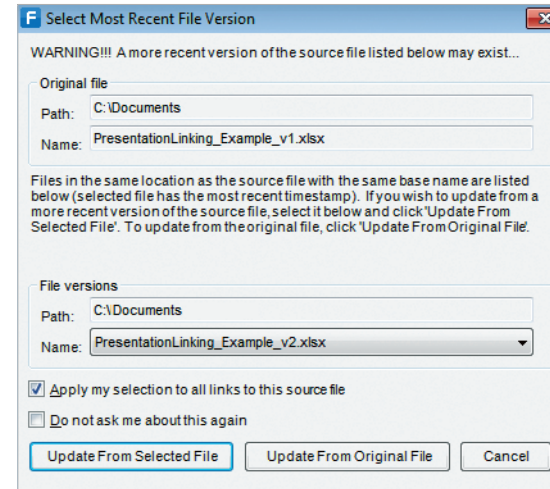 F Select Most Recent File Version
WARNING!!! A more recent version of the source file listed below may exist...
Original file
Path: C:\Documents
Name: PresentationLinking_Example_v1.xlsx
Files in the same location as the source file with the same base name are listed
below (selected file has the most recent timestamp). If you wish to update from a
more recent version of the source file, select it below and click 'Update From
Selected File'. To update from the original file, click 'Update From Original File'.
File versions
Path: C:\Documents
Name: PresentationLinking_Example_v2.xlsx
Apply my selection to all links to this source file
Do not ask me about this again
Update From Selected File Update From Original File Cancel